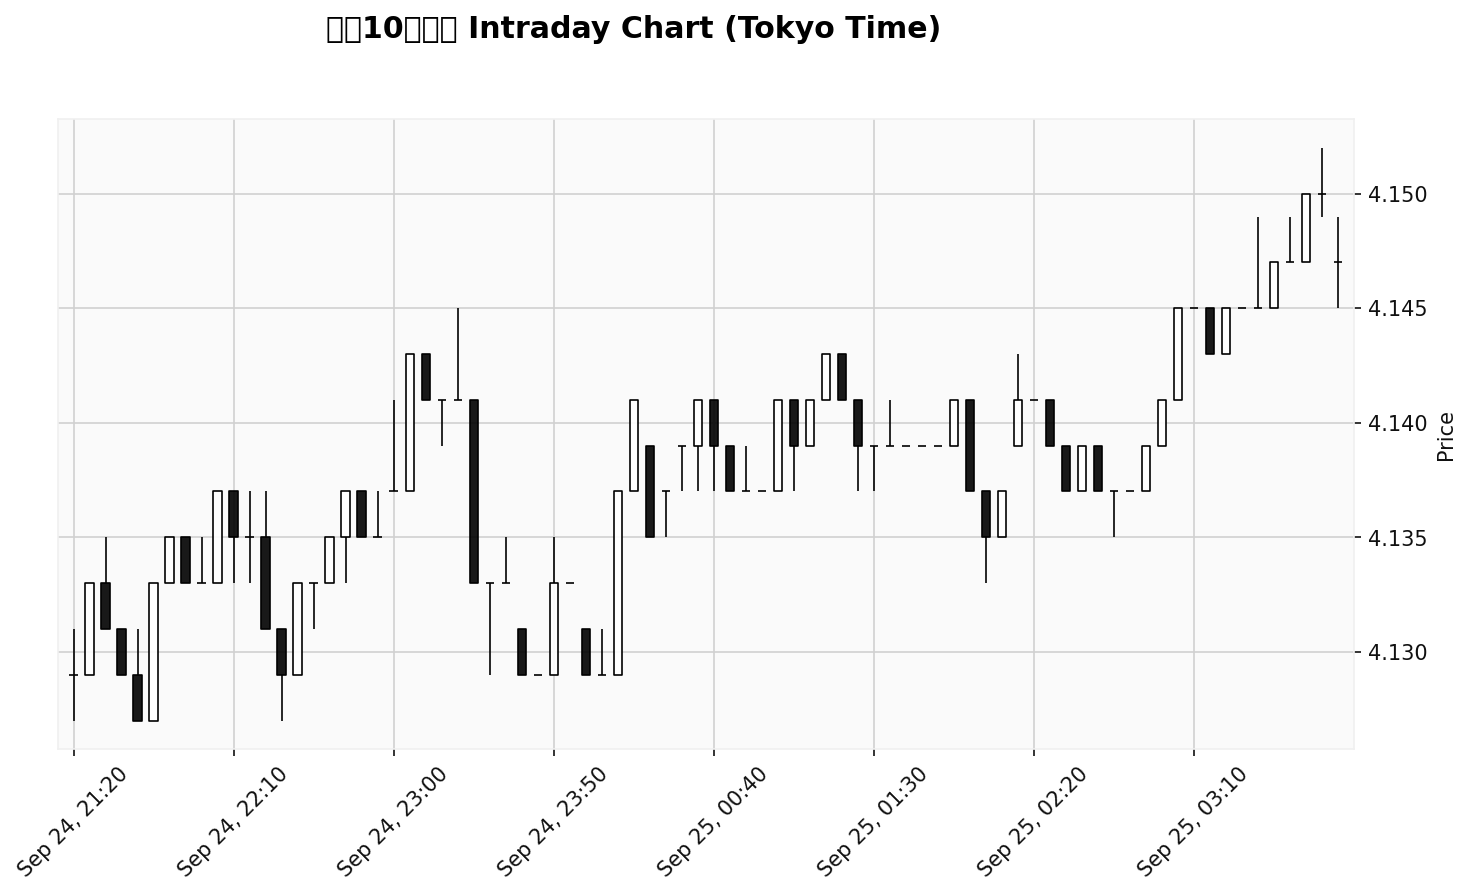 10 Intraday Chart (Tokyo Time)
4.150
4.145
4.140
4.135
4.130
Price
Sep 24, 21:20
Sep 24, 22:10
Sep 24, 23:00
Sep 24, 23:50
Sep 25, 00:40
Sep 25, 01:30
Sep 25, 02:20
Sep 25, 03:10